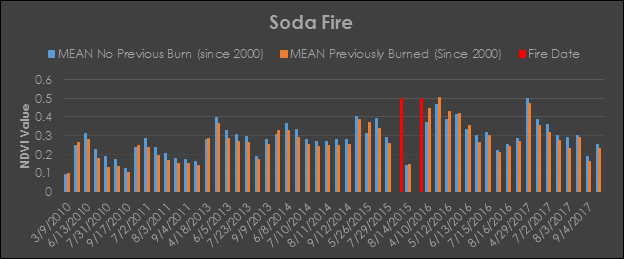 Soda Fire
MEAN No Previous Burn (since 2000) MEAN Previously Burned (Since 2000) Fire Date
NDVI Value
0.6
0.5
0.4
0.3
0.2
0.1
0
3/9/2010 6/13/2010 7/31/2010 9/17/2010 7/2/2011 8/3/2011 9/4/2011 4/18/2013 6/5/2013 7/23/2013 9/9/2013 6/8/2014 7/10/2014 8/11/2014 9/12/2014 5/26/2015 7/29/2015 8/14/2015 4/10/2016 5/12/2016 6/13/2016 7/15/2016 8/16/2016 4/29/2017 7/2/2017 8/3/2017 9/4/2017